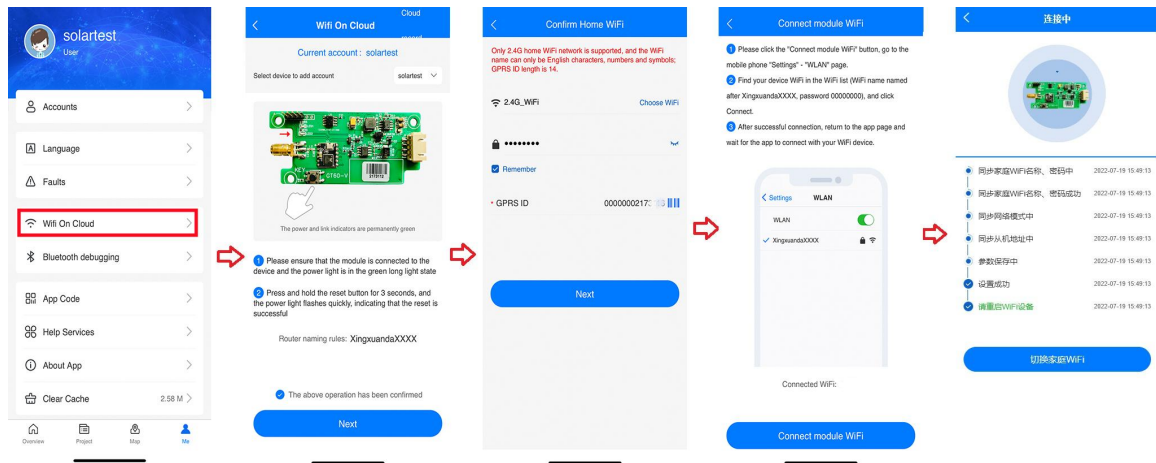 solartest
User
Accounts
Language
Faults
Wifi On Cloud
Bluetooth debugging
App Code
Help Services
About App
Clear Cache
2.58 M
Overview
Project
Map
Me
Cloud
Wifi On Cloud
Current account : solartest
Select device to add account
solartest
KEY
GT60-V
The power and link indicators are permanently green
1 Please ensure that the module is connected to the
device and the power light is in the green long light state
2 Press and hold the reset button for 3 seconds, and
the power light flashes quickly, indicating that the reset is
successful
Router naming rules: XingxuandaXXXX
The above operation has been confirmed
Next
Confirm Home WiFi
Only 2.4G home WiFi network is supported, and the WiFi
name can only be English characters, numbers and symbols;
GPRS ID length is 14.
2.4G_WiFi
Choose WiFi
Remember
* GPRS ID
0000000217
Next
Connect module WiFi
1 Please click the "Connect module WiFi" button, go to the
mobile phone "Settings" - "WLAN" page.
2 Find your device WiFi in the WiFi list (WiFi name named
after XingxuandaXXXX, password 00000000), and click
Connect.
3 After successful connection, return to the app page and
wait for the app to connect with your WiFi device.
Settings
WLAN
WLAN
XingxuandaXXXX
Connected WiFi:
Connect module WiFi
连接中
同步家庭WiFi名称、密码中 2022-07-19 15:49:13
同步家庭WiFi名称、密码成功 2022-07-19 15:49:13
同步网络模式中 2022-07-19 15:49:13
同步从机地址中 2022-07-19 15:49:13
参数保存中 2022-07-19 15:49:13
设置成功 2022-07-19 15:49:13
请重启WiFi设备 2022-07-19 15:49:13
切换家庭WiFi